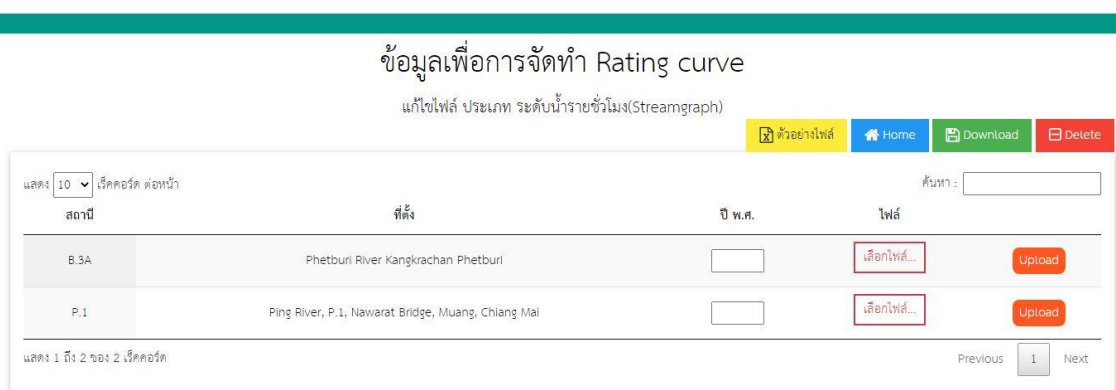 ข้อมูลเพื่อการจัดทำ Rating curve
แก้ไขไฟล์ ประเภท ระดับน้ำรายชั่วโมง(Streamgraph)
ตัวอย่างไฟล์ Home Download Delete
แสดง 10 เร็คคอร์ด ต่อหน้า ค้นหา :
สถานี ที่ตั้ง ปี พ.ศ. ไฟล์
B.3A Phetburi River Kangkrachan Phetburi เลือกไฟล์... Upload
P.1 Ping River, P.1, Nawarat Bridge, Muang, Chiang Mai เลือกไฟล์... Upload
แสดง 1 ถึง 2 ของ 2 เร็คคอร์ด Previous 1 Next